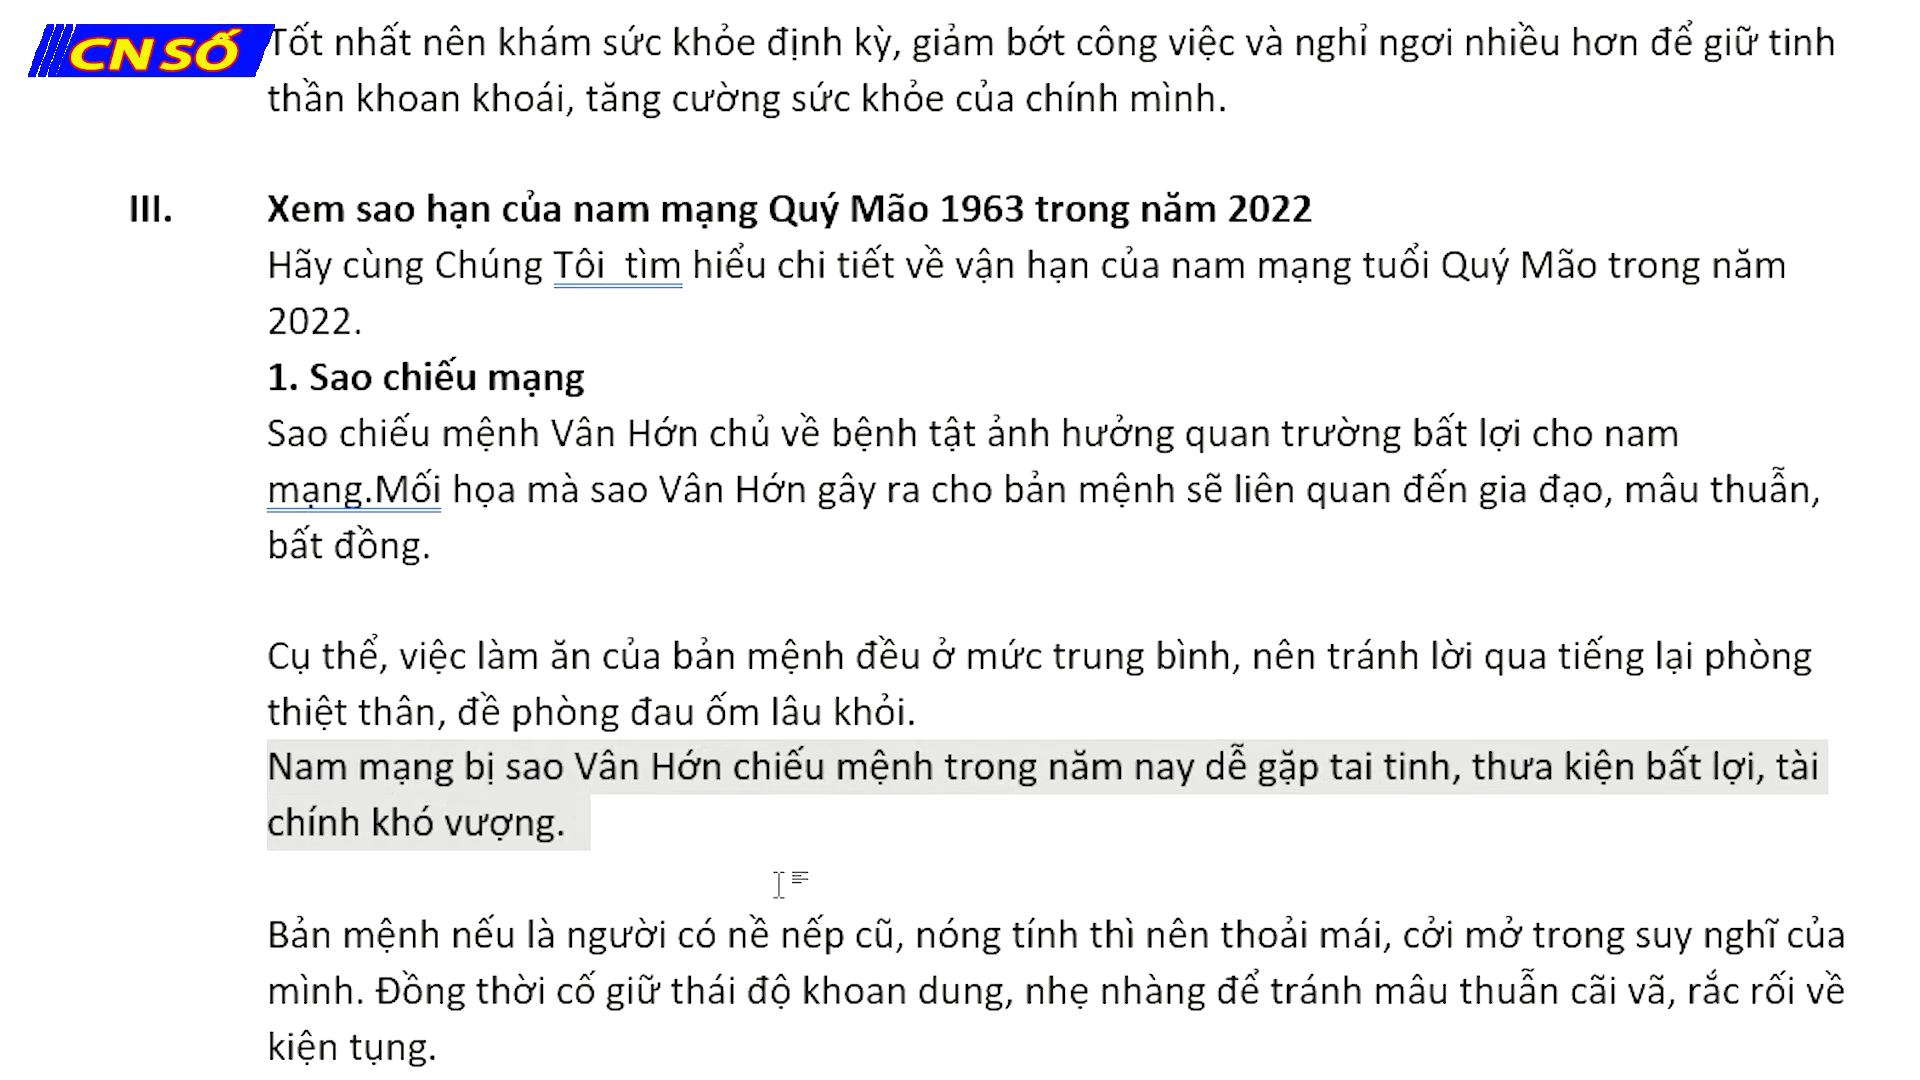 CN SỐ
Tốt nhất nên khám sức khỏe định kỳ, giảm bớt công việc và nghỉ ngơi nhiều hơn để giữ tinh
thần khoan khoái, tăng cường sức khỏe của chính mình.
III. Xem sao hạn của nam mạng Quý Mão 1963 trong năm 2022
Hãy cùng Chúng Tôi  tìm hiểu chi tiết về vận hạn của nam mạng tuổi Quý Mão trong năm
2022.
1. Sao chiếu mạng
Sao chiếu mệnh Vân Hớn chủ về bệnh tật ảnh hưởng quan trường bất lợi cho nam
mạng.Mối họa mà sao Vân Hớn gây ra cho bản mệnh sẽ liên quan đến gia đạo, mâu thuẫn,
bất đồng.
Cụ thể, việc làm ăn của bản mệnh đều ở mức trung bình, nên tránh lời qua tiếng lại phòng
thiệt thân, đề phòng đau ốm lâu khỏi.
Nam mạng bị sao Vân Hớn chiếu mệnh trong năm nay dễ gặp tai tinh, thưa kiện bất lợi, tài
chính khó vượng.
Bản mệnh nếu là người có nề nếp cũ, nóng tính thì nên thoải mái, cởi mở trong suy nghĩ của
mình. Đồng thời cố giữ thái độ khoan dung, nhẹ nhàng để tránh mâu thuẫn cãi vã, rắc rối về
kiện tụng.